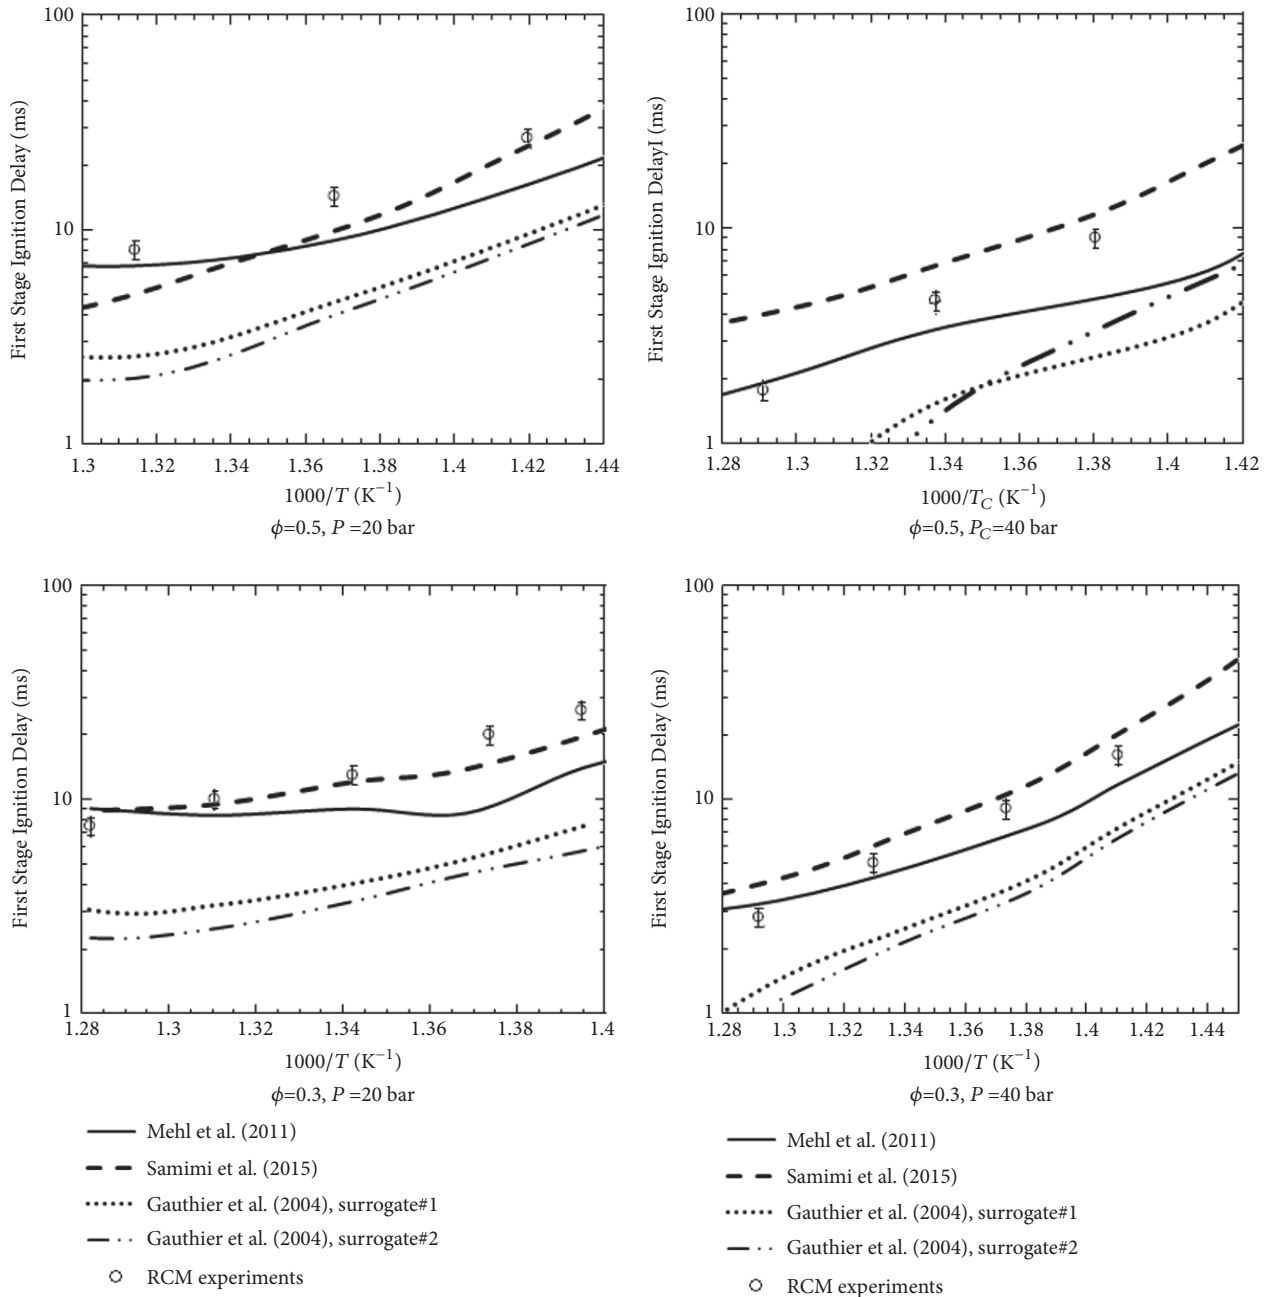 100
10
1
First Stage Ignition Delay (ms)
1.3 1.32 1.34 1.36 1.38 1.4 1.42 1.44
1000/T (K⁻¹)
ϕ=0.5, P =20 bar
100
10
1
First Stage Ignition DelayI (ms)
1.28 1.3 1.32 1.34 1.36 1.38 1.4 1.42
1000/T_C (K⁻¹)
ϕ=0.5, P_C=40 bar
100
10
1
First Stage Ignition Delay (ms)
1.28 1.3 1.32 1.34 1.36 1.38 1.4
1000/T (K⁻¹)
ϕ=0.3, P =20 bar
Mehl et al. (2011)
Samimi et al. (2015)
Gauthier et al. (2004), surrogate#1
Gauthier et al. (2004), surrogate#2
RCM experiments
100
10
1
First Stage Ignition Delay (ms)
1.28 1.3 1.32 1.34 1.36 1.38 1.4 1.42 1.44
1000/T (K⁻¹)
ϕ=0.3, P =40 bar
Mehl et al. (2011)
Samimi et al. (2015)
Gauthier et al. (2004), surrogate#1
Gauthier et al. (2004), surrogate#2
RCM experiments